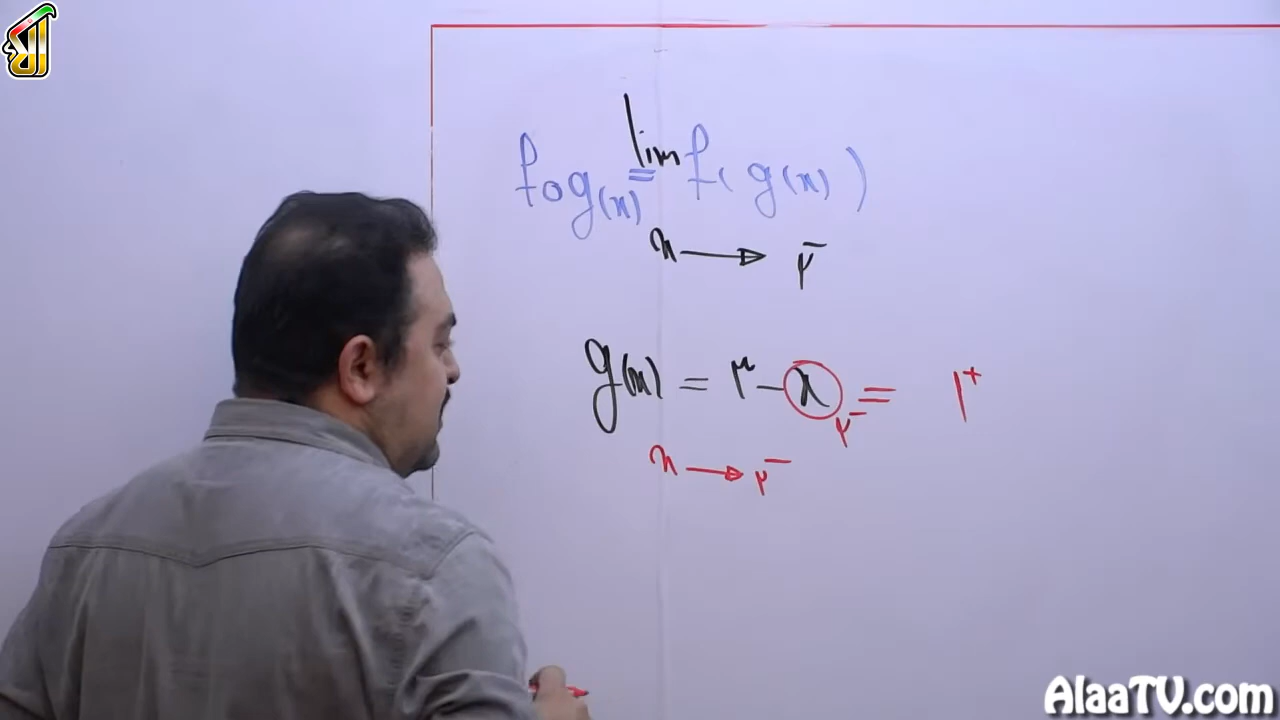 lim
fog(x) = f( g(x) )
x → ۲⁻
g(x) = ۳ - x = ۱⁺
۲⁻
x → ۲⁻
AlaaTV.com